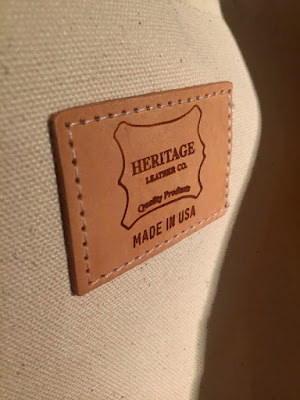 HERITAGE
LEATHER CO.
Quality Products
MADE IN USA